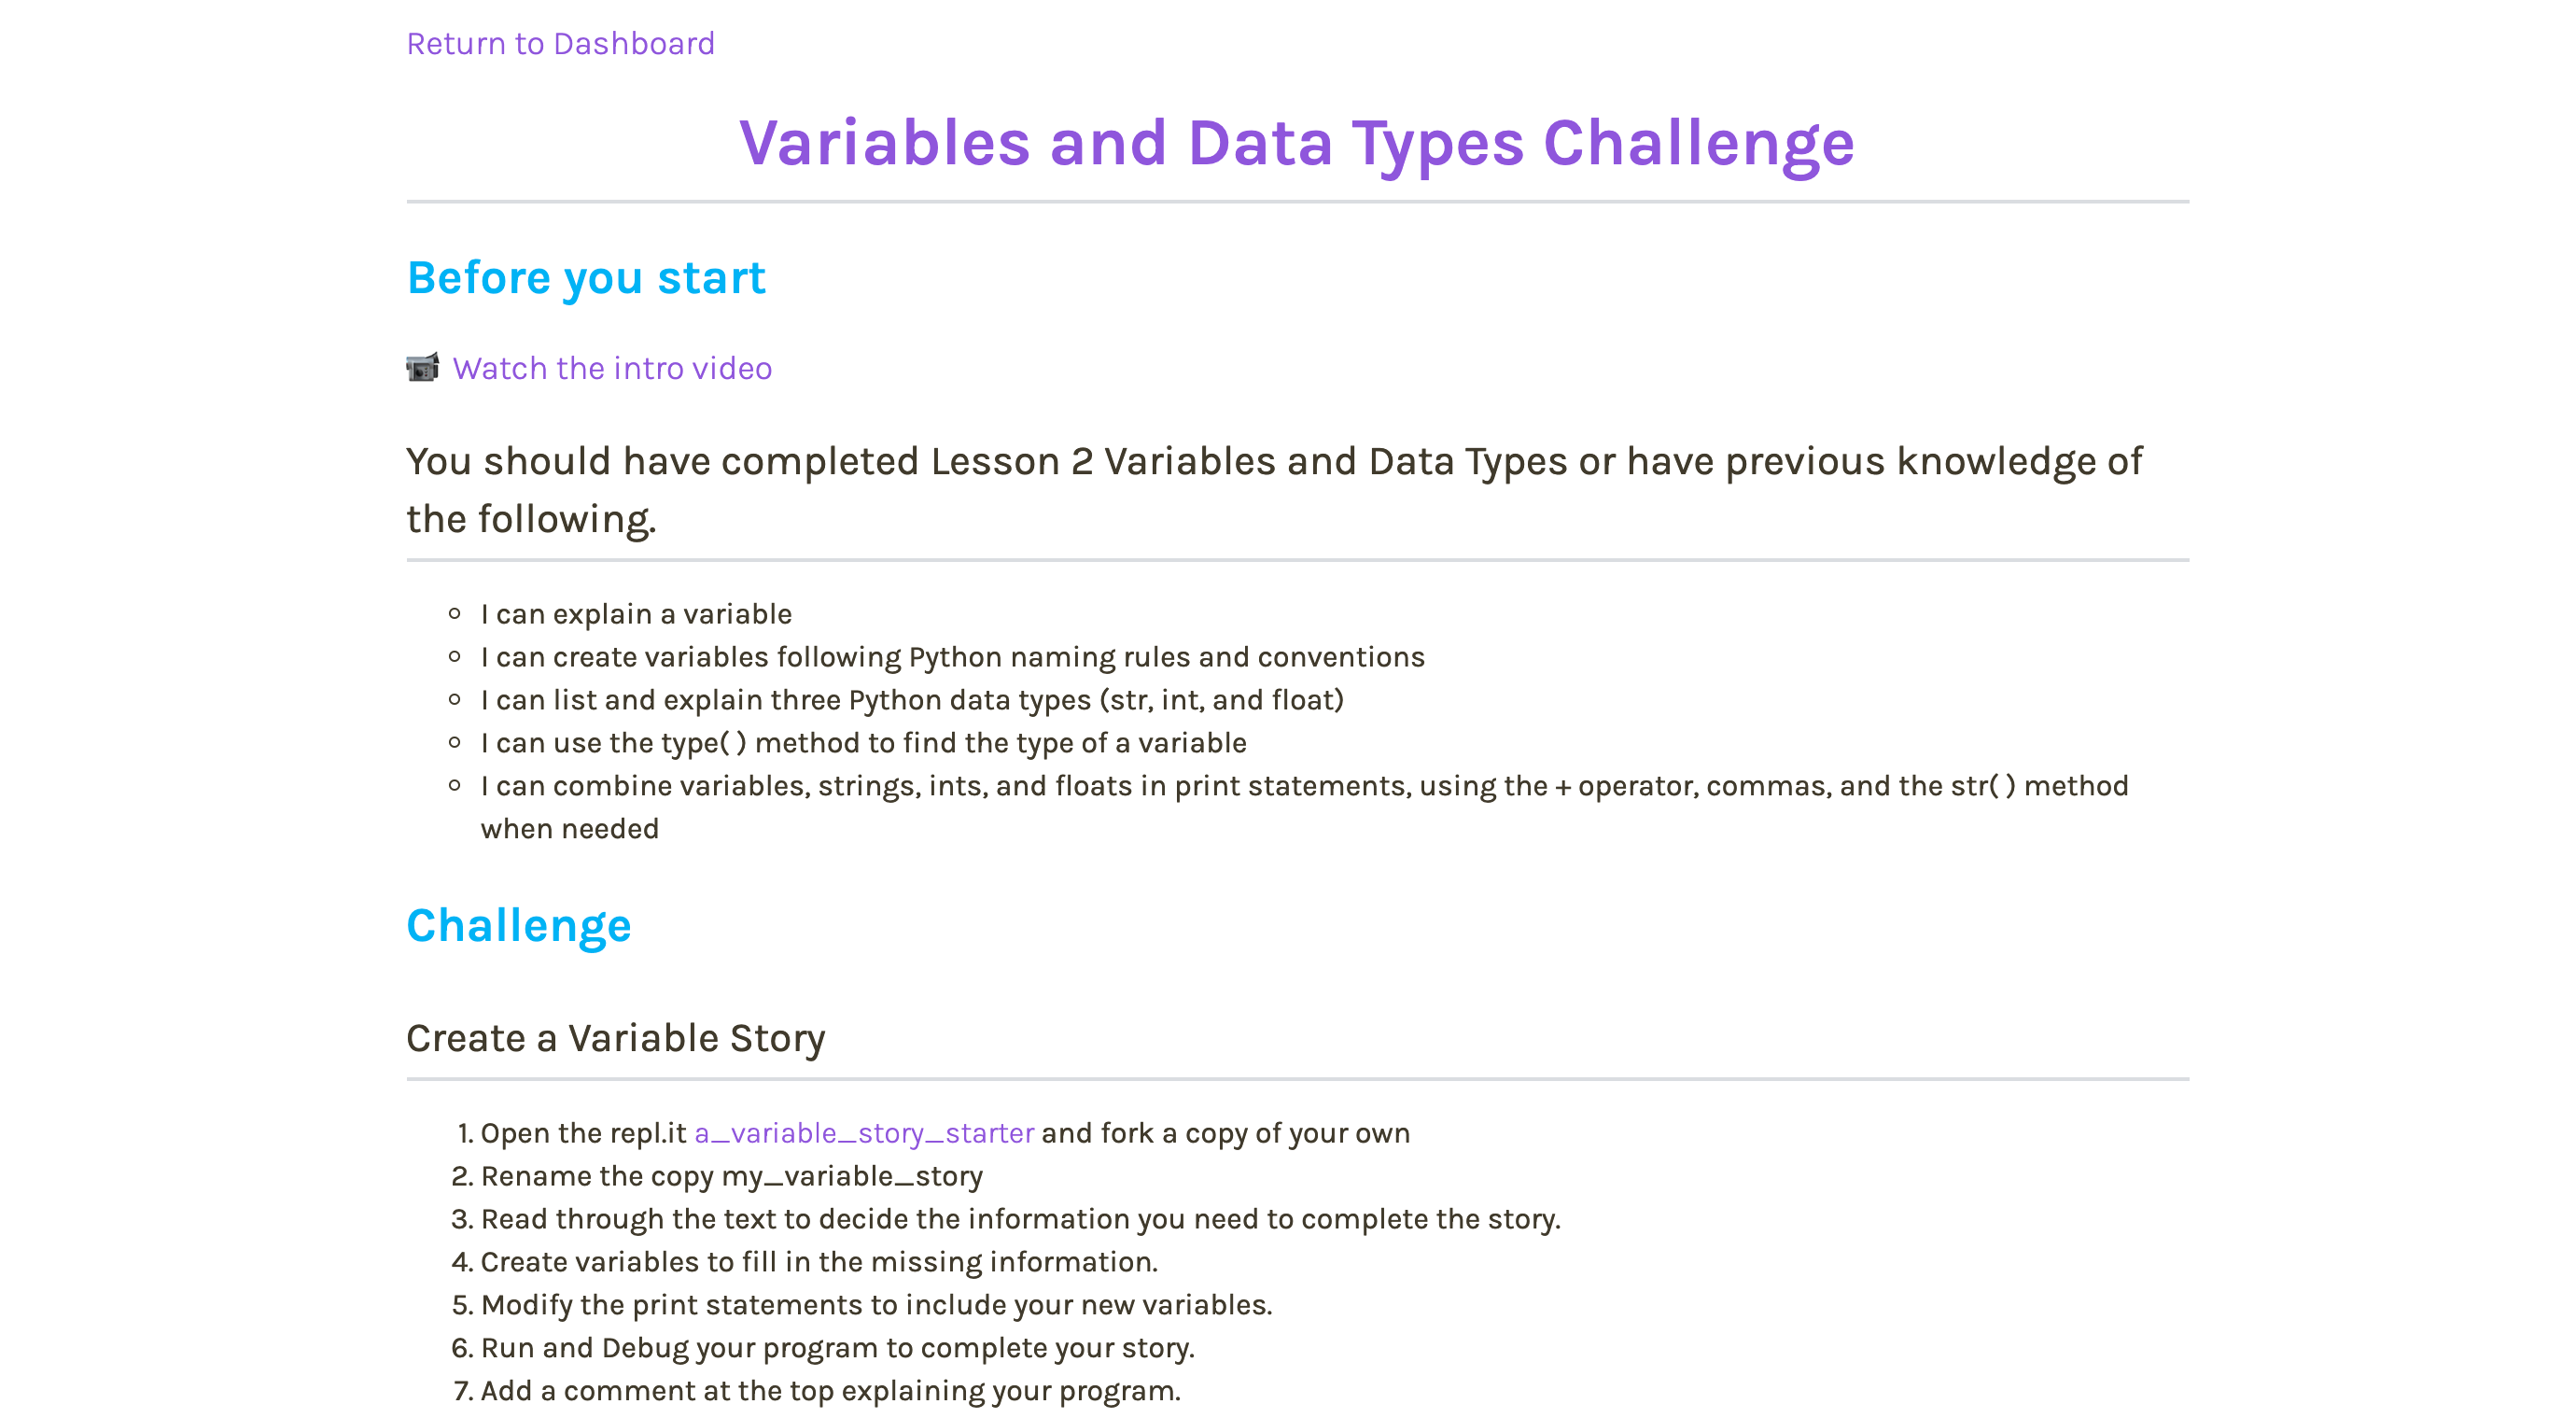 Return to Dashboard
Variables and Data Types Challenge
Before you start
Watch the intro video
You should have completed Lesson 2 Variables and Data Types or have previous knowledge of
the following.
I can explain a variable
I can create variables following Python naming rules and conventions
I can list and explain three Python data types (str, int, and float)
I can use the type( ) method to find the type of a variable
I can combine variables, strings, ints, and floats in print statements, using the + operator, commas, and the str( ) method
when needed
Challenge
Create a Variable Story
1. Open the repl.it a_variable_story_starter and fork a copy of your own
2. Rename the copy my_variable_story
3. Read through the text to decide the information you need to complete the story.
4. Create variables to fill in the missing information.
5. Modify the print statements to include your new variables.
6. Run and Debug your program to complete your story.
7. Add a comment at the top explaining your program.